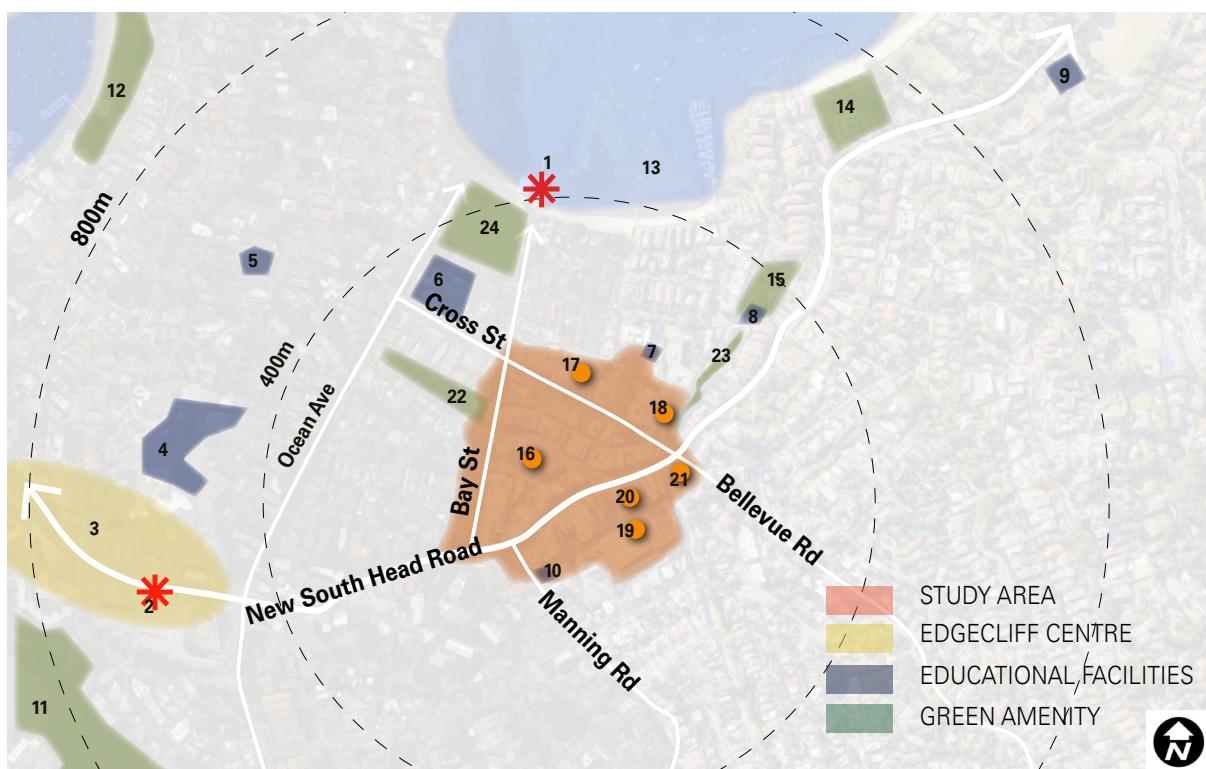 12
800m
1
13
14
9
24
5
6
Cross St
15
8
400m
Ocean Ave
7
23
17
22
18
4
16
Bay St
21
20
19
Bellevue Rd
3
10
2
New South Head Road
Manning Rd
11
STUDY AREA
EDGECLIFF CENTRE
EDUCATIONAL FACILITIES
GREEN AMENITY
N